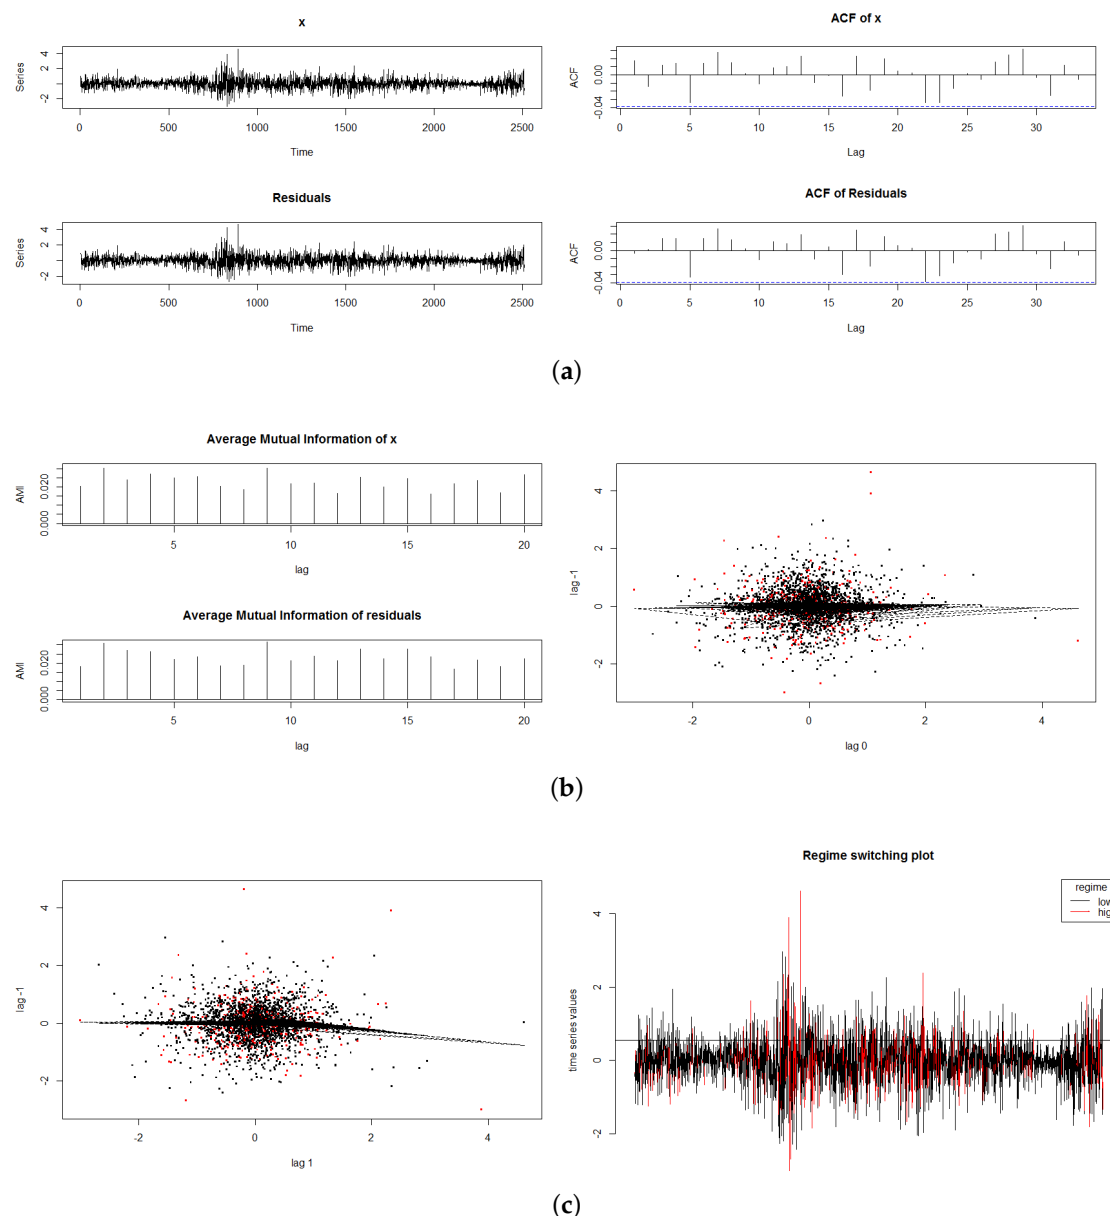 x
Series
4
2
-2
0
500
1000
1500
2000
2500
Time
ACF of x
ACF
0.00
-0.04
0
5
10
15
20
25
30
Lag
Residuals
Series
4
2
-2
0
500
1000
1500
2000
2500
Time
ACF of Residuals
ACF
0.00
-0.04
0
5
10
15
20
25
30
Lag
(a)
Average Mutual Information of x
AMI
0.020
0.000
5
10
15
20
lag
Average Mutual Information of residuals
AMI
0.020
0.000
5
10
15
20
lag
lag -1
4
2
0
-2
-2
0
2
4
lag 0
(b)
lag -1
4
2
0
-2
-2
0
2
4
lag 1
Regime switching plot
regime
low
hig
time series values
4
2
0
-2
(c)